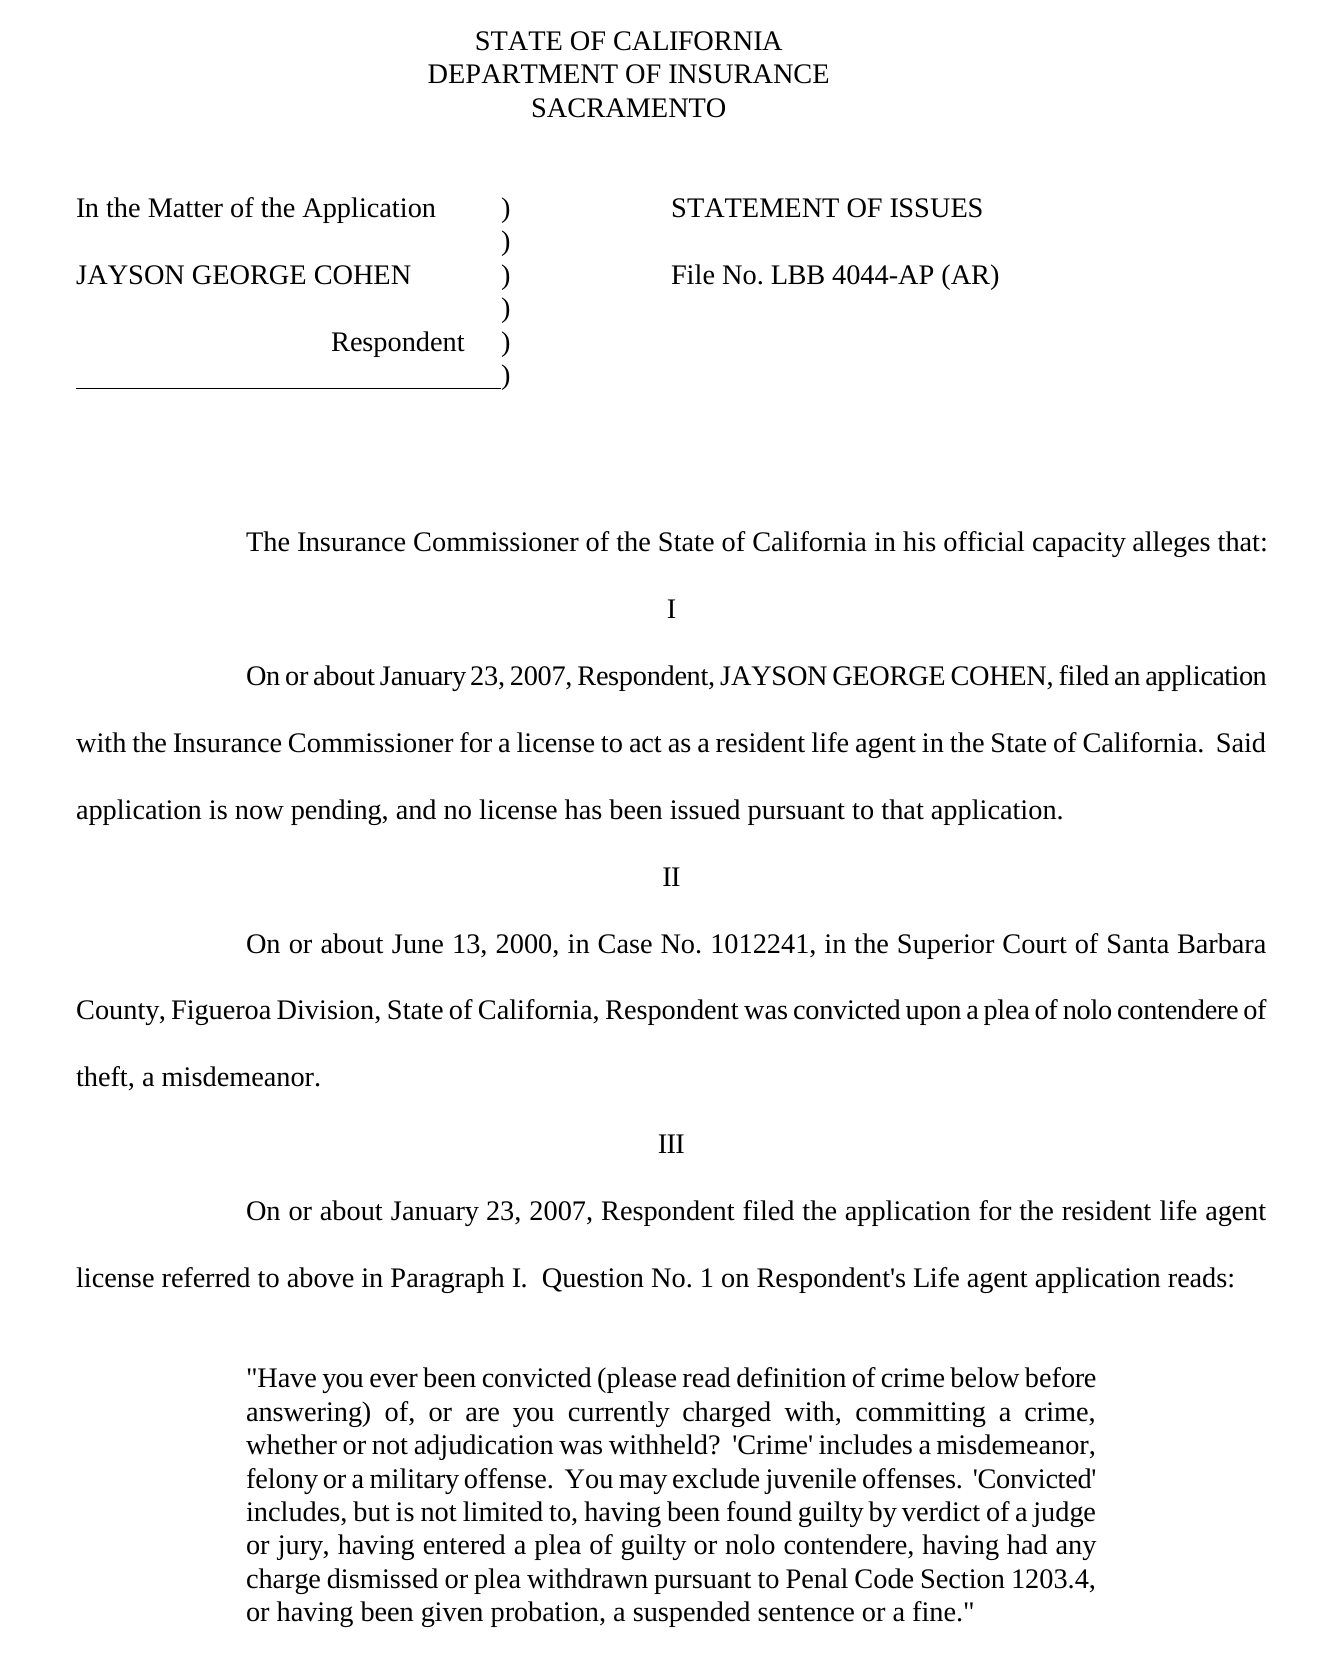 STATE OF CALIFORNIA
DEPARTMENT OF INSURANCE
SACRAMENTO
In the Matter of the Application ) STATEMENT OF ISSUES
)
JAYSON GEORGE COHEN ) File No. LBB 4044-AP (AR)
)
Respondent )
)
The Insurance Commissioner of the State of California in his official capacity alleges that:
I
On or about January 23, 2007, Respondent, JAYSON GEORGE COHEN, filed an application
with the Insurance Commissioner for a license to act as a resident life agent in the State of California. Said
application is now pending, and no license has been issued pursuant to that application.
II
On or about June 13, 2000, in Case No. 1012241, in the Superior Court of Santa Barbara
County, Figueroa Division, State of California, Respondent was convicted upon a plea of nolo contendere of
theft, a misdemeanor.
III
On or about January 23, 2007, Respondent filed the application for the resident life agent
license referred to above in Paragraph I. Question No. 1 on Respondent's Life agent application reads:
"Have you ever been convicted (please read definition of crime below before
answering) of, or are you currently charged with, committing a crime,
whether or not adjudication was withheld? 'Crime' includes a misdemeanor,
felony or a military offense. You may exclude juvenile offenses. 'Convicted'
includes, but is not limited to, having been found guilty by verdict of a judge
or jury, having entered a plea of guilty or nolo contendere, having had any
charge dismissed or plea withdrawn pursuant to Penal Code Section 1203.4,
or having been given probation, a suspended sentence or a fine."